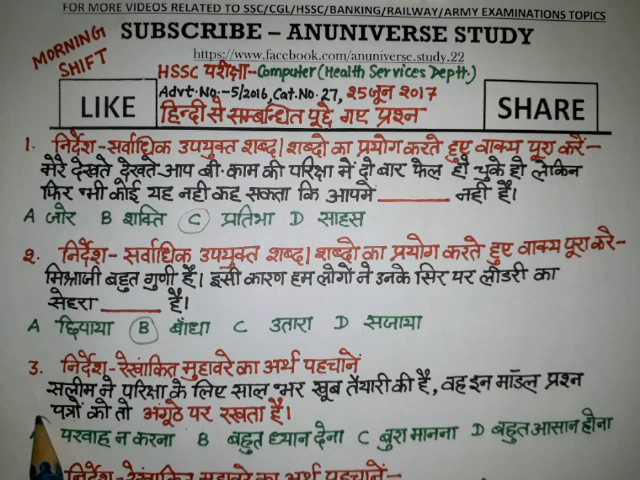 FOR MORE VIDEOS RELATED TO SSC/CGL/HSSC/BANKING/RAILWAY/ARMY EXAMINATIONS TOPICS
SUBSCRIBE – ANUNIVERSE STUDY
https://www.facebook.com/anuniverse.study.22
MORNING SHIFT
HSSC परीक्षा-Computer (Health Services Deptt.)
Advt. No.-5/2016, Cat. No. 27, 25 जून 2017
हिन्दी से सम्बन्धित पूछे गए प्रश्न
LIKE
SHARE
1. निर्देश-सर्वाधिक उपयुक्त शब्द/शब्दो का प्रयोग करते हुए वाक्य पूरा करें-
मेरे देखते देखते आप बी.काम की परिक्षा में दो बार फेल हो चुके हो लेकिन
फिर भी कोई यह नही कह सकता कि आपमे ______ नहीं है।
A जोर B शक्ति C प्रतिभा D साहस
2. निर्देश- सर्वाधिक उपयुक्त शब्द/शब्दो का प्रयोग करते हुए वाक्य पूरा करे-
मिश्राजी बहुत गुणी है। इसी कारण हम लोगों ने उनके सिर पर लीडरी का
सेहरा ______ है।
A छिपाया B बाँधा C उतारा D सजाया
3. निर्देश-रेखांकित मुहावरे का अर्थ पहचानें
सलीम ने परिक्षा के लिए साल भर खूब तैयारी की है, वह इन मॉडल प्रश्न
पत्रो को तो अंगूठे पर रखता है।
A परवाह न करना B बहुत ध्यान देना C बुरा मानना D बहुत आसान होना
निर्देश-रेखांकित मुहावरे का अर्थ पहचानें-